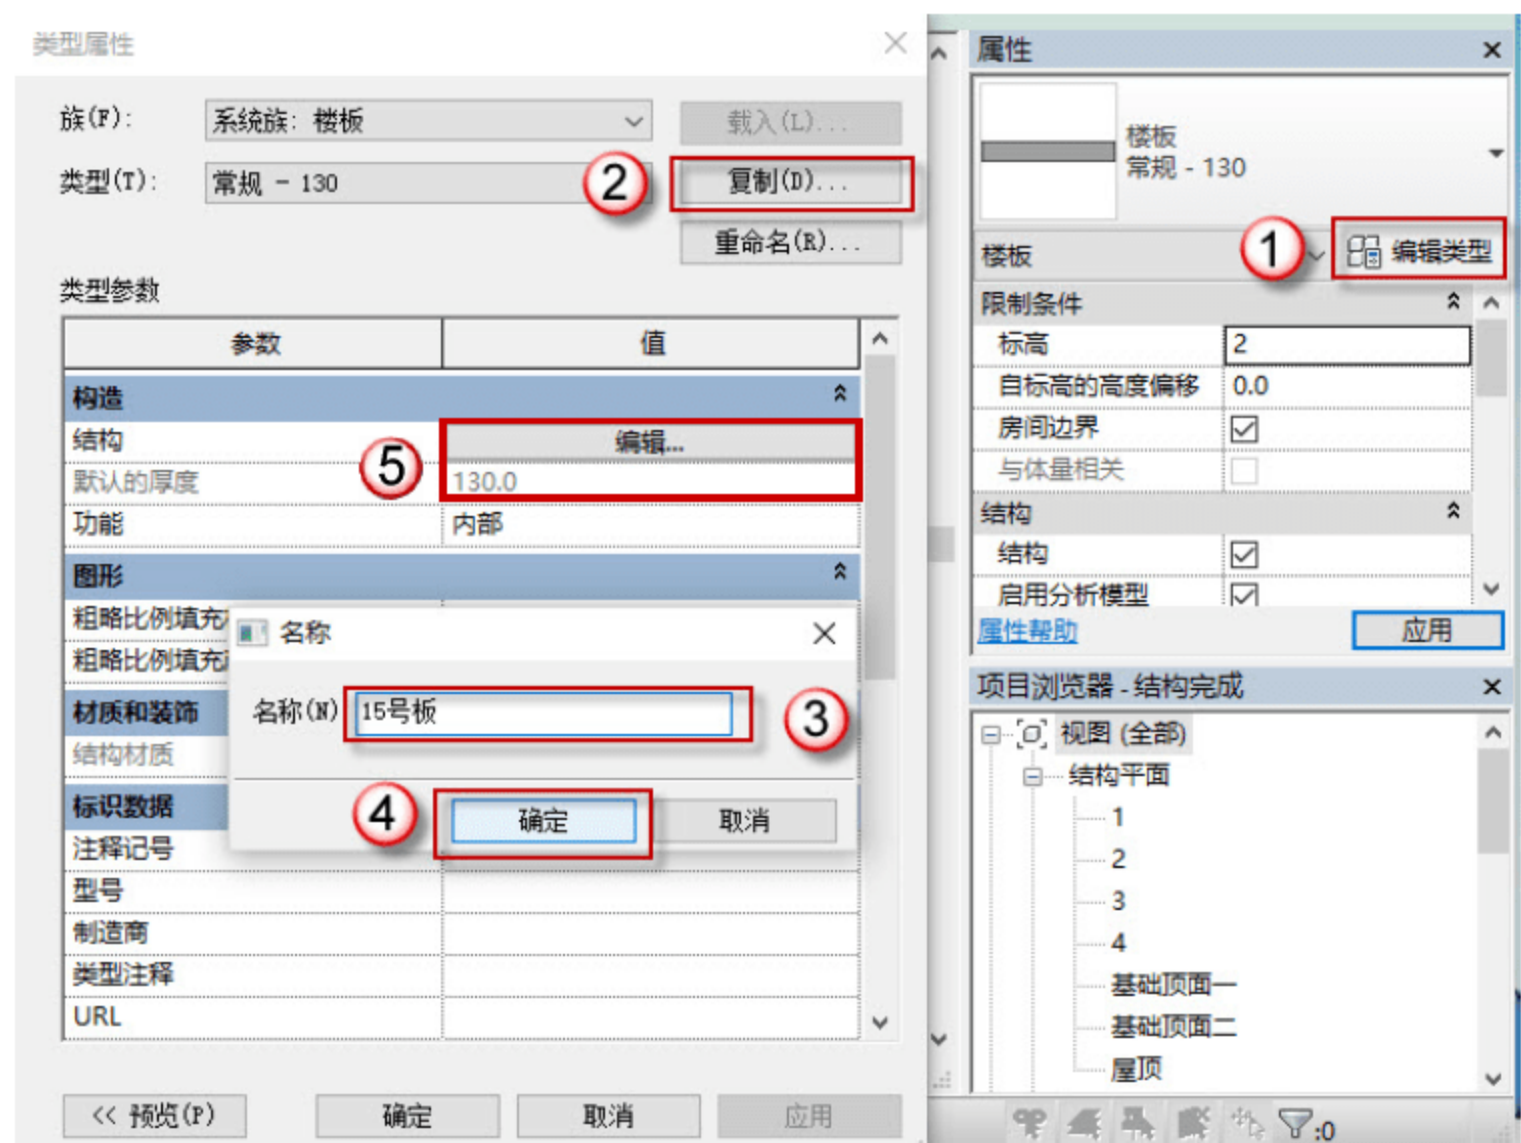 类型属性
族(F):
系统族: 楼板
载入(L)...
类型(T):
常规 - 130
②
复制(D)...
重命名(R)...
类型参数
参数
值
构造
结构
编辑...
⑤
默认的厚度
130.0
功能
内部
图形
粗略比例填充
粗略比例填充
材质和装饰
结构材质
标识数据
注释记号
型号
制造商
类型注释
URL
<< 预览(P)
确定
取消
应用
名称
名称(N)
15号板
③
④
确定
取消
属性
楼板
常规 - 130
楼板
①
编辑类型
限制条件
标高
2
自标高的高度偏移
0.0
房间边界
与体量相关
结构
结构
启用分析模型
属性帮助
应用
项目浏览器 - 结构完成
视图 (全部)
结构平面
1
2
3
4
基础顶面一
基础顶面二
屋顶
:0